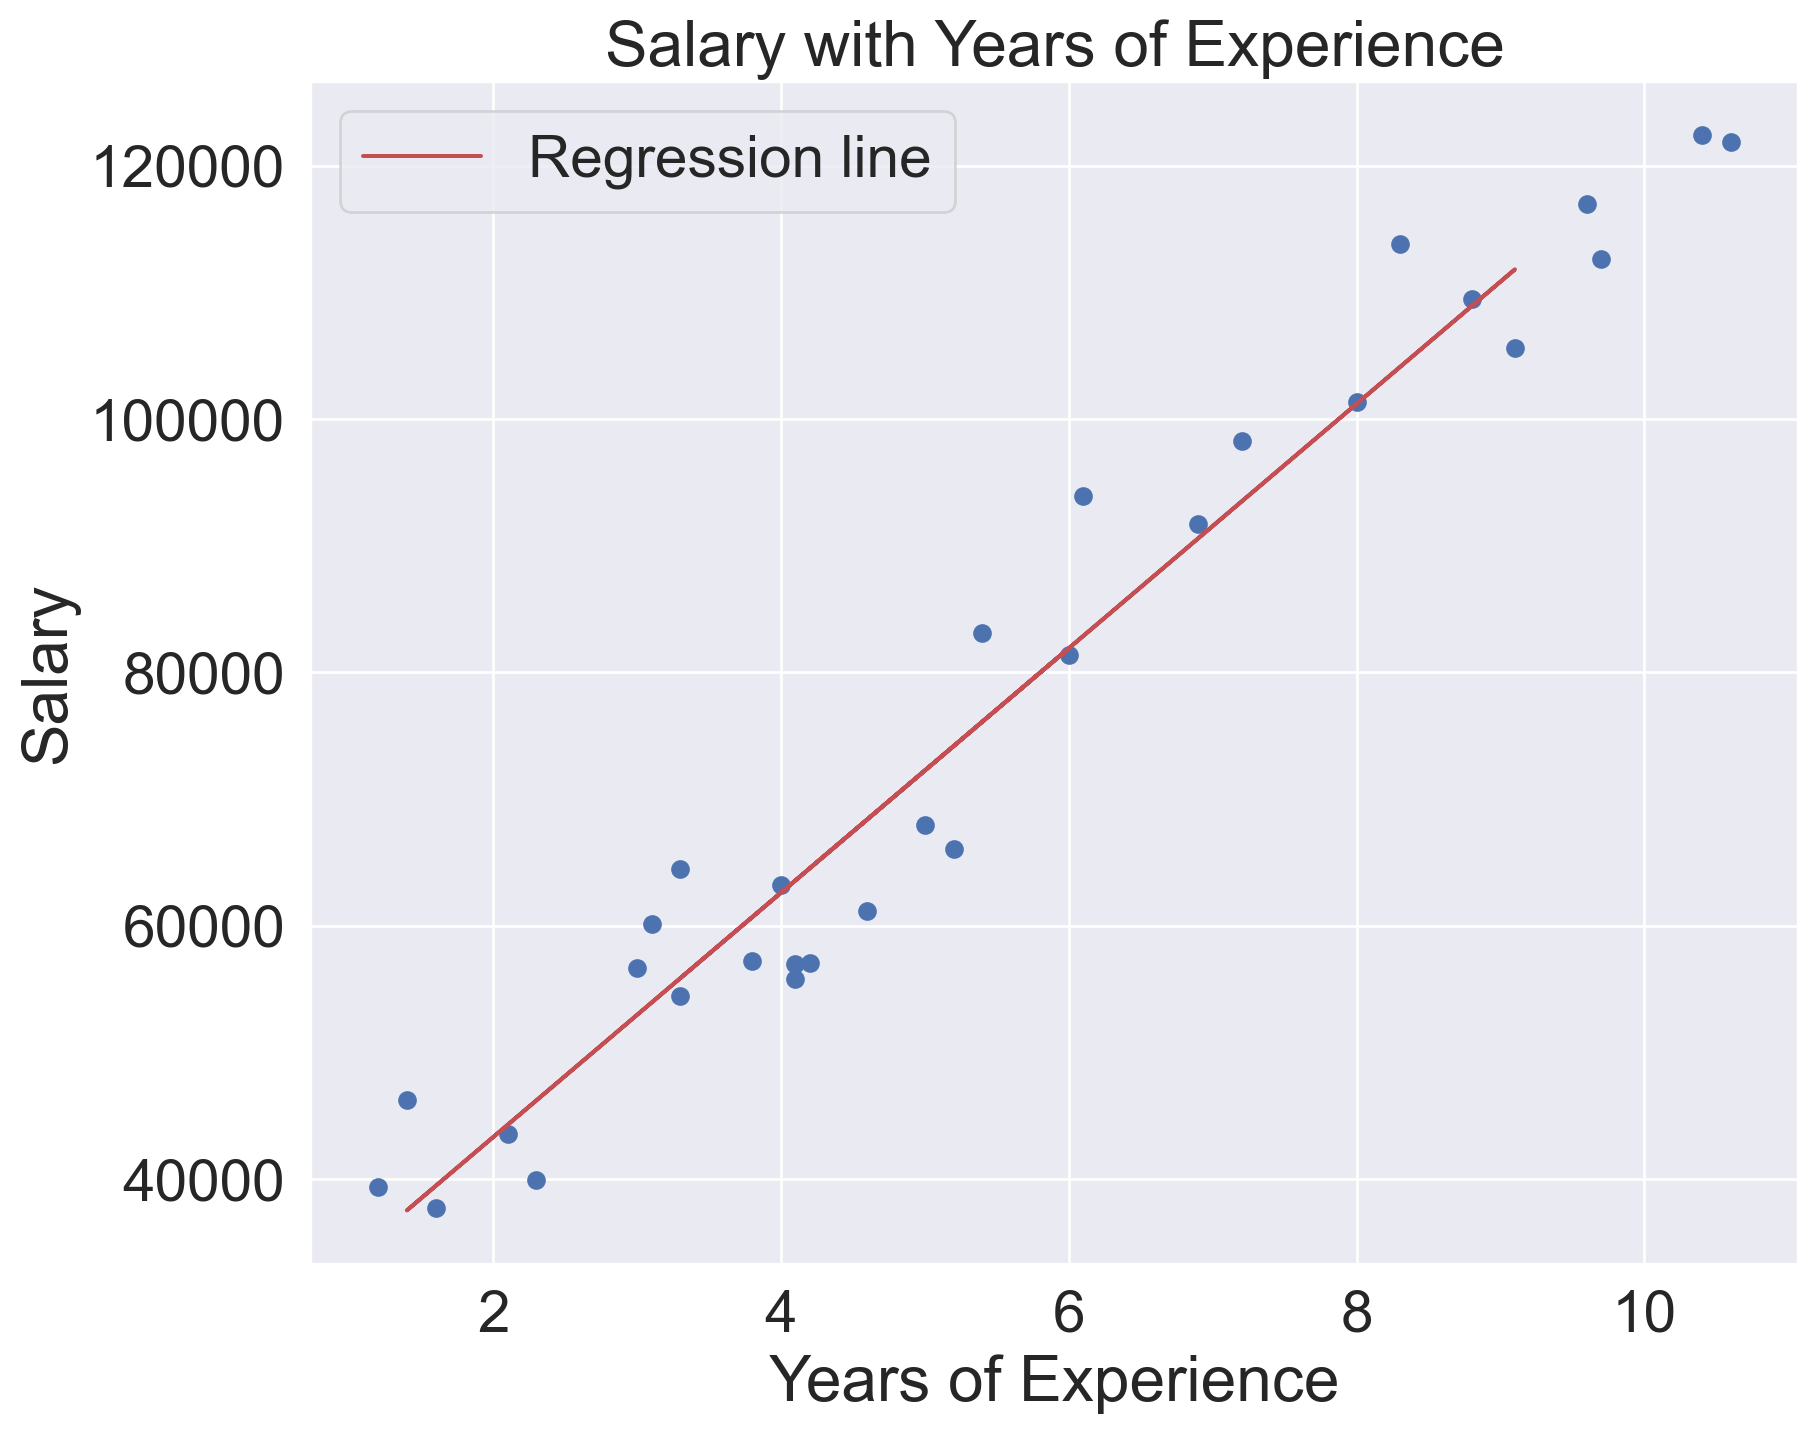 Salary with Years of Experience
Regression line
120000
100000
80000
60000
40000
Salary
2 4 6 8 10
Years of Experience